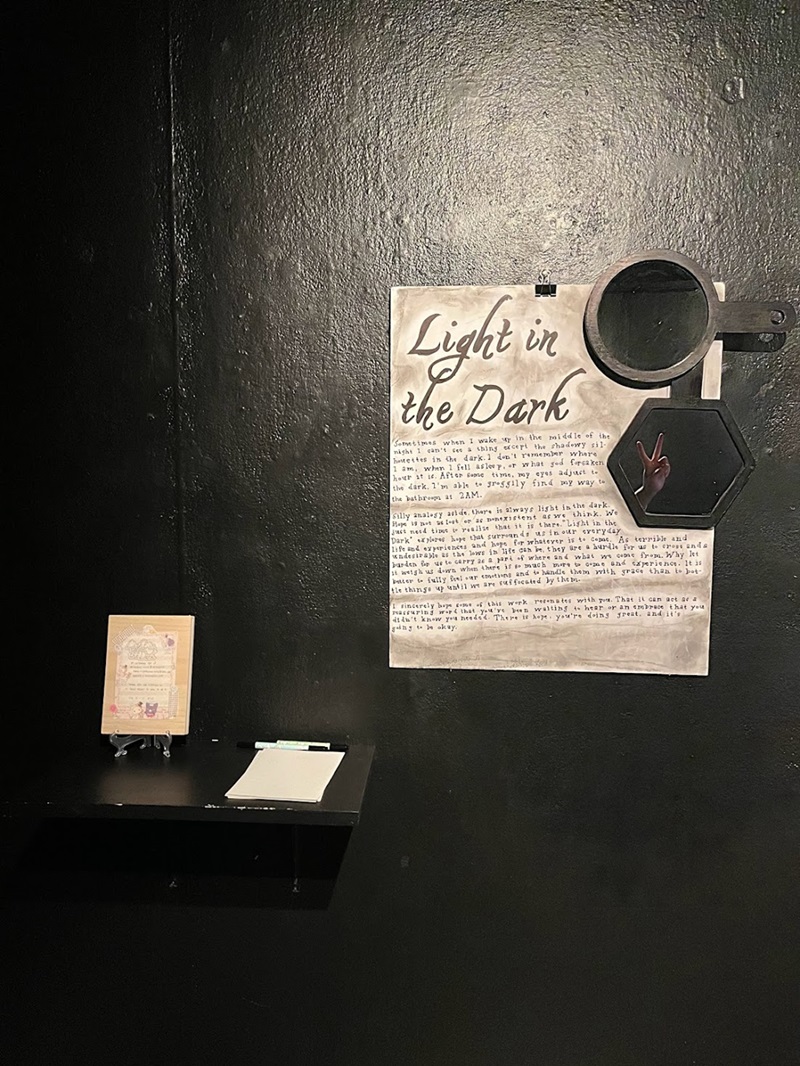 Light in
the Dark
Sometimes when I wake up in the middle of the
night I can't see a thing except the shadowy sil-
houettes in the dark. I don't remember where
I am, when I fell asleep, or what god forsaken
hour it is. After some time, my eyes adjust to
the dark. I'm able to groggily find my way to
the bathroom at 2AM.
Silly analogy aside, there is always light in the dark.
Hope is not as lost or as nonexistent as we think. We
just need time to realize that it is there. "Light in the
Dark" explores hope that surrounds us in our everyday
life and experiences and hope for whatever is to come. As terrible and
undesirable as the lows in life can be, they are a hurdle for us to cross and a
burden for us to carry as a part of where and what we come from. Why let
it weigh us down when there is so much more to come and experience. It is
better to fully feel our emotions and to handle them with grace than to bot-
tle things up until we are suffocated by them.
I sincerely hope some of this work resonates with you. That it can act as a
reassuring word that you've been waiting to hear or an embrace that you
didn't know you needed. There is hope, you're doing great, and it's
going to be okay.